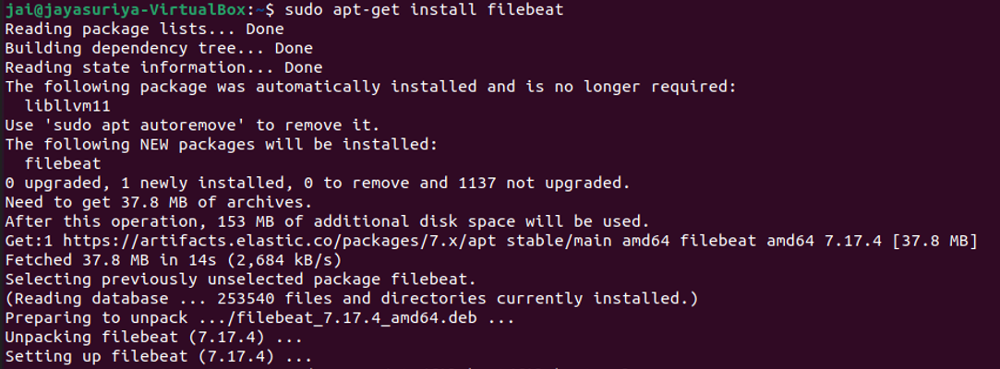 jai@jayasuriya-VirtualBox:~$ sudo apt-get install filebeat
Reading package lists... Done
Building dependency tree... Done
Reading state information... Done
The following package was automatically installed and is no longer required:
  libllvm11
Use 'sudo apt autoremove' to remove it.
The following NEW packages will be installed:
  filebeat
0 upgraded, 1 newly installed, 0 to remove and 1137 not upgraded.
Need to get 37.8 MB of archives.
After this operation, 153 MB of additional disk space will be used.
Get:1 https://artifacts.elastic.co/packages/7.x/apt stable/main amd64 filebeat amd64 7.17.4 [37.8 MB]
Fetched 37.8 MB in 14s (2,684 kB/s)
Selecting previously unselected package filebeat.
(Reading database ... 253540 files and directories currently installed.)
Preparing to unpack .../filebeat_7.17.4_amd64.deb ...
Unpacking filebeat (7.17.4) ...
Setting up filebeat (7.17.4) ...